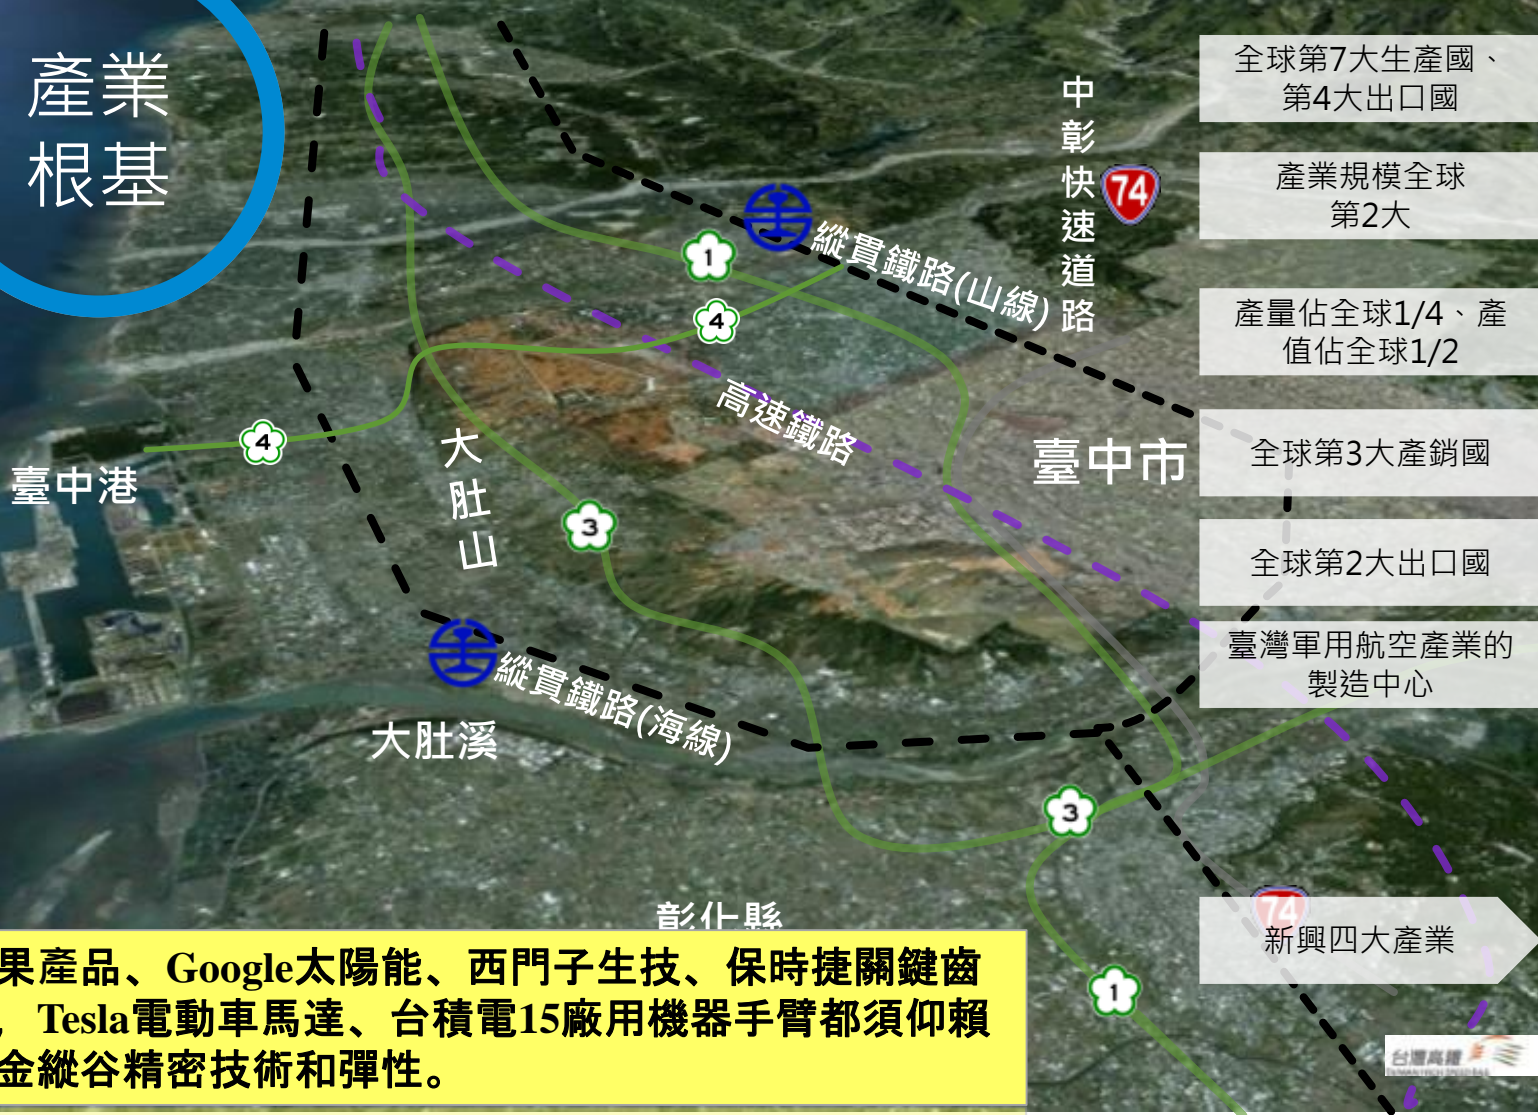 產業
根基
中彰快速道路
74
1
縱貫鐵路(山線)
4
高速鐵路
臺中市
4
臺中港
大肚山
3
縱貫鐵路(海線)
大肚溪
3
彰化縣
74
1
全球第7大生產國、
第4大出口國
產業規模全球
第2大
產量佔全球1/4、產
值佔全球1/2
全球第3大產銷國
全球第2大出口國
臺灣軍用航空產業的
製造中心
新興四大產業
果產品、Google太陽能、西門子生技、保時捷關鍵齒
，Tesla電動車馬達、台積電15廠用機器手臂都須仰賴
金縱谷精密技術和彈性。
台灣高鐵
TAIWAN HIGH SPEED RAIL